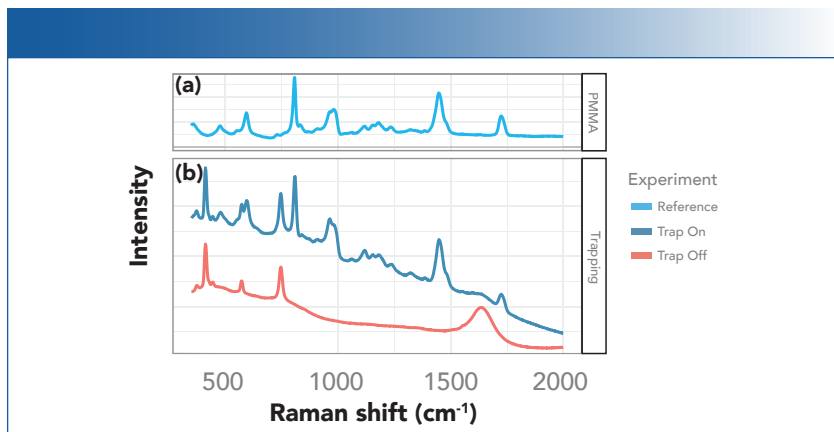 (a)
PMMA
(b)
Trapping
Intensity
Experiment
Reference
Trap On
Trap Off
500 1000 1500 2000
Raman shift (cm⁻¹)